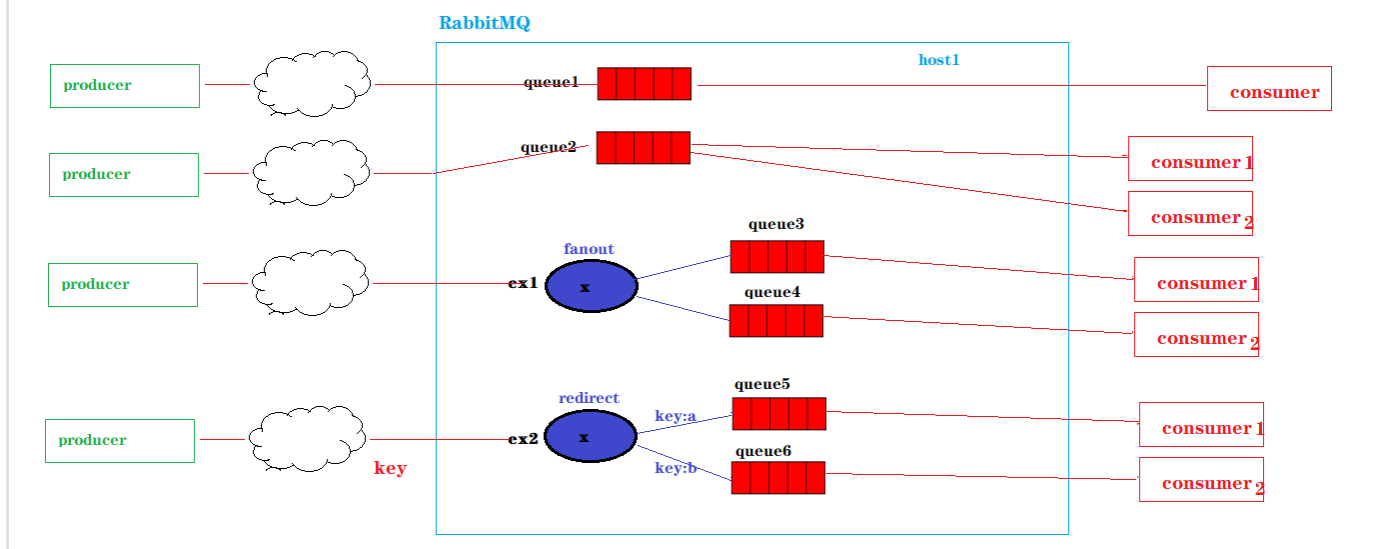 RabbitMQ
host1
producer
queue1
consumer
producer
queue2
consumer 1
consumer 2
fanout
queue3
producer
ex1
x
queue4
consumer 1
consumer 2
redirect
queue5
key:a
producer
ex2
x
consumer 1
queue6
key
key:b
consumer 2